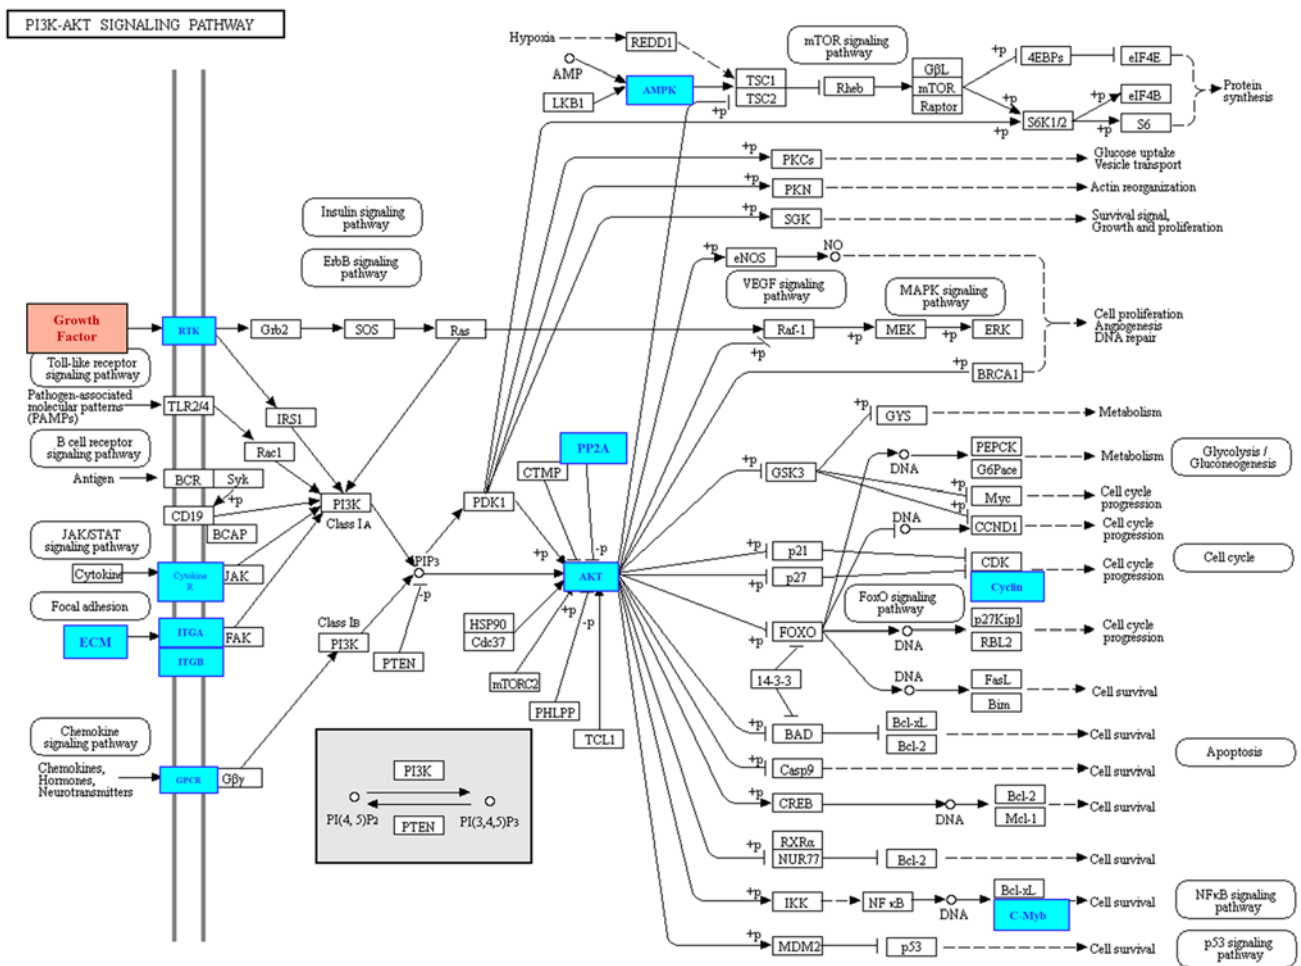 PI3K-AKT SIGNALING PATHWAY
Hypoxia
REDD1
mTOR signaling
pathway
AMP
LKB1
AMPK
TSC1
TSC2
+p
Rheb
GβL
mTOR
Raptor
+p
4EBPs
eIF4E
+p
S6K1/2
+p
eIF4B
+p
S6
+p
Protein
synthesis
+p
PKCs
Glucose uptake
Vesicle transport
+p
PKN
Actin reorganization
+p
SGK
Survival signal,
Growth and proliferation
Insulin signaling
pathway
ErbB signaling
pathway
+p
eNOS
NO
VEGF signaling
pathway
MAPK signaling
pathway
Growth
Factor
RTK
Grb2
SOS
Ras
Raf-1
+p
+p
MEK
+p
ERK
Cell proliferation
Angiogenesis
DNA repair
+p
BRCA1
Toll-like receptor
signaling pathway
Pathogen-associated
molecular patterns
(PAMPs)
TLR2/4
IRS1
Rac1
B cell receptor
signaling pathway
Antigen
BCR
Syk
+p
CD19
BCAP
PI3K
Class IA
PDK1
CTMP
PP2A
+p
GYS
Metabolism
+p
GSK3
DNA
PEPCK
G6Pace
Metabolism
Glycolysis /
Gluconeogenesis
+p
Myc
Cell cycle
progression
+p
DNA
CCND1
Cell cycle
progression
JAK/STAT
signaling pathway
Cytokine
Cytokine
R
JAK
PIP3
-p
+p
-p
AKT
+p
-p
+p
p21
+p
p27
CDK
Cyclin
Cell cycle
progression
Cell cycle
Focal adhesion
ECM
ITGA
ITGB
FAK
Class IB
PI3K
PTEN
HSP90
Cdc37
mTORC2
PHLPP
TCL1
FoxO signaling
pathway
+p
FOXO
DNA
p27Kip1
RBL2
Cell cycle
progression
14-3-3
DNA
FasL
Bim
Cell survival
Chemokine
signaling pathway
Chemokines,
Hormones,
Neurotransmitters
GPCR
Gβγ
PI3K
PI(4, 5)P2
PI(3,4,5)P3
PTEN
+p
BAD
Bcl-xL
Bcl-2
Cell survival
Apoptosis
+p
Casp9
Cell survival
+p
CREB
DNA
Bcl-2
Mcl-1
Cell survival
+p
RXRα
NUR77
Bcl-2
Cell survival
+p
IKK
NFκB
DNA
Bcl-xL
C-Myb
Cell survival
NFκB signaling
pathway
+p
MDM2
p53
Cell survival
p53 signaling
pathway